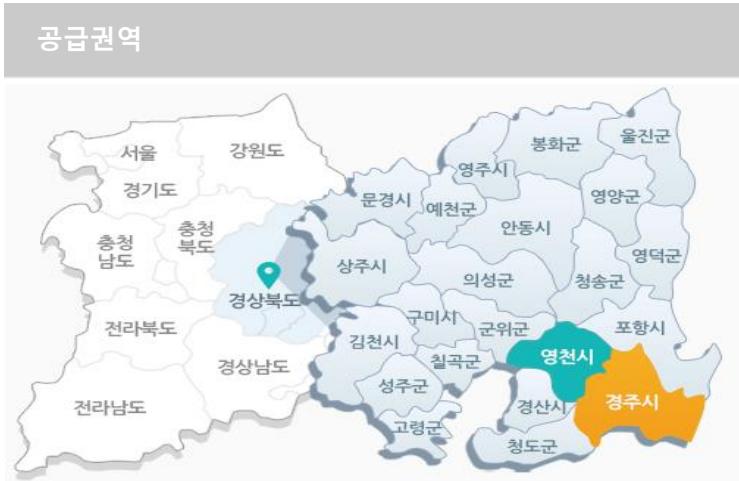 공급권역
서울
강원도
경기도
충청
남도
충청
북도
경상북도
전라북도
경상남도
전라남도
울진군
봉화군
영주시
문경시
예천군
영양군
안동시
상주시
의성군
청송군
영덕군
구미시
군위군
포항시
김천시
칠곡군
영천시
성주군
경산시
경주시
고령군
청도군